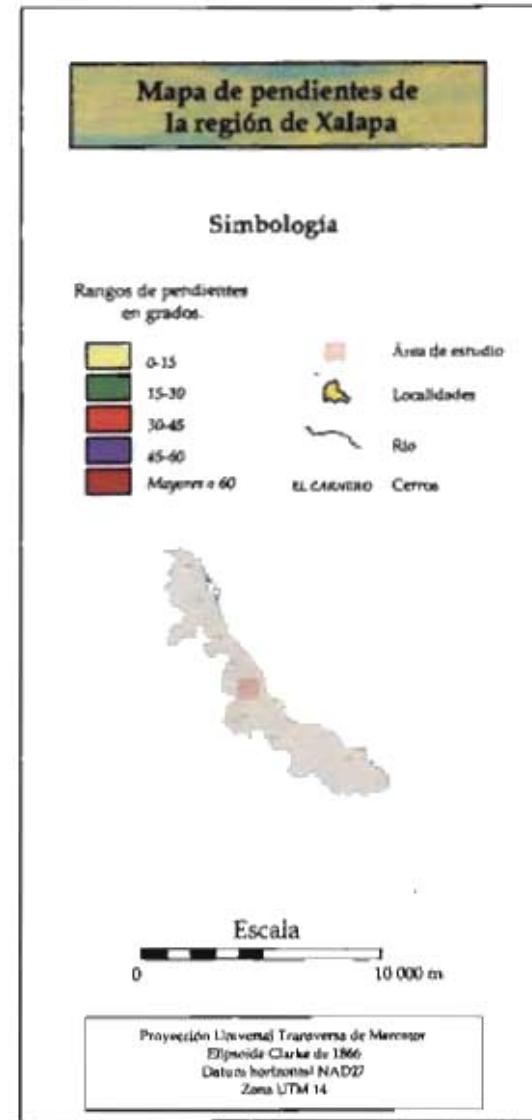 Mapa de pendientes de
la región de Xalapa
Simbología
Rangos de pendientes
en grados.
0-15
15-30
30-45
45-60
Mayores a 60
Área de estudio
Localidades
Río
EL CARNERO Cerros
Escala
0 10 000 m
Proyección Universal Transversa de Mercator
Elipsoide Clarke de 1866
Datum horizontal NAD27
Zona UTM 14